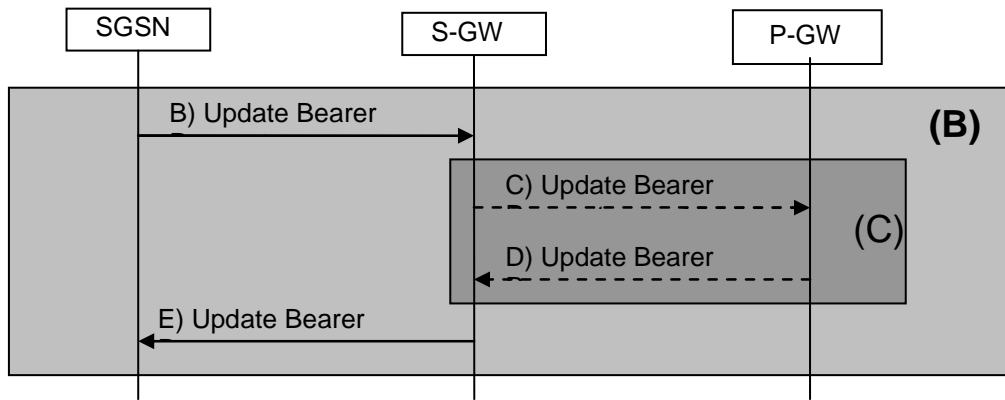 SGSN
S-GW
P-GW
B) Update Bearer
(B)
C) Update Bearer
(C)
D) Update Bearer
E) Update Bearer